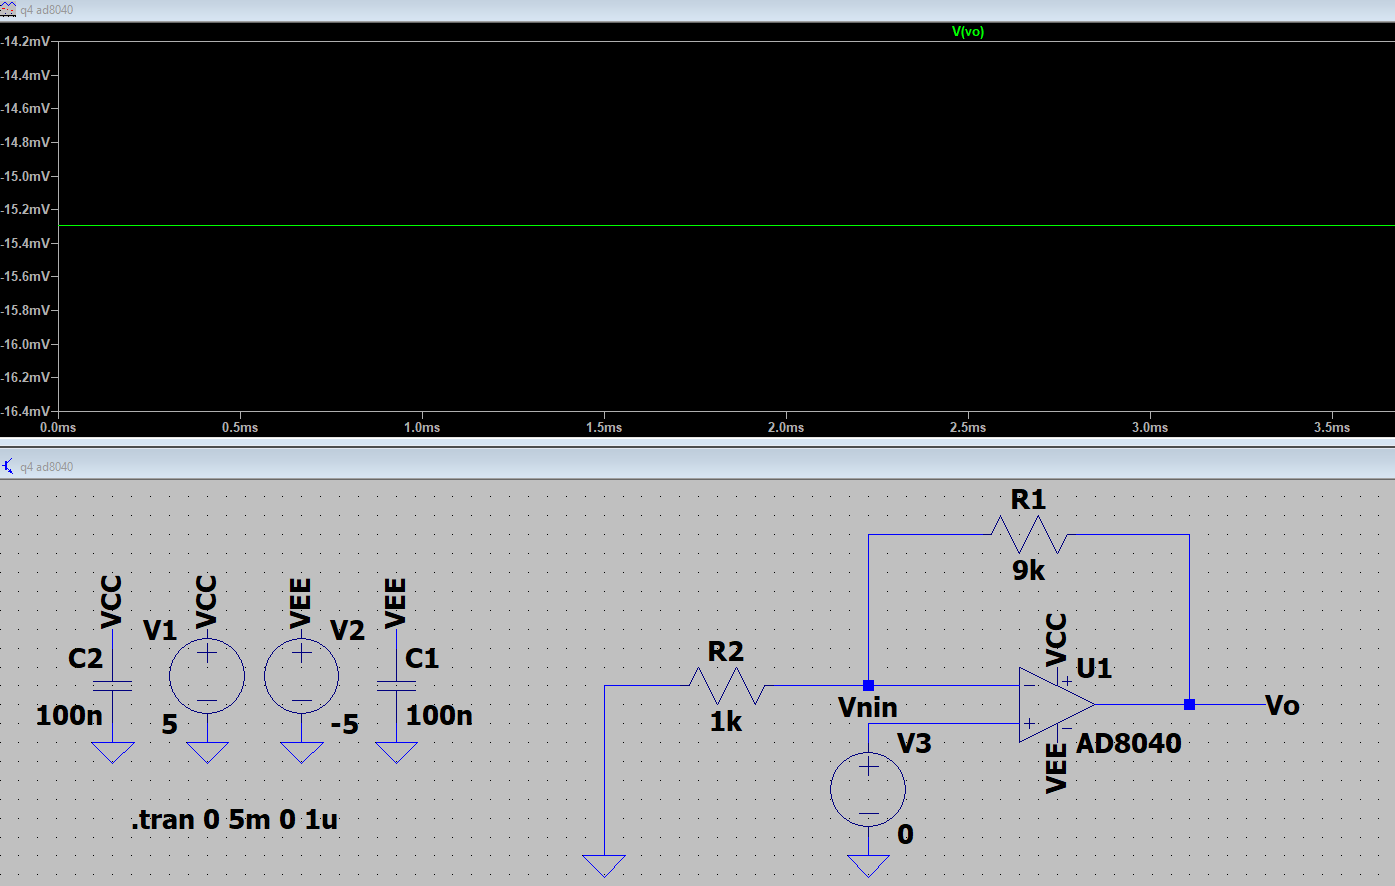 q4 ad8040
V(vo)
-14.2mV
-14.4mV
-14.6mV
-14.8mV
-15.0mV
-15.2mV
-15.4mV
-15.6mV
-15.8mV
-16.0mV
-16.2mV
-16.4mV
0.0ms 0.5ms 1.0ms 1.5ms 2.0ms 2.5ms 3.0ms 3.5ms
q4 ad8040
R1
9k
VCC VCC VEE VEE
V1 V2
C2 C1
100n 5 -5 100n
R2
1k
Vnin
VCC
U1
Vo
V3
AD8040
VEE
0
.tran 0 5m 0 1u